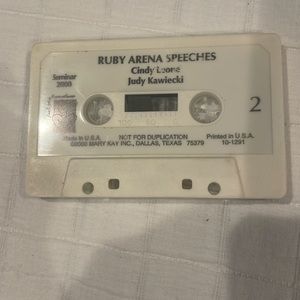 RUBY ARENA SPEECHES
Cindy Leone
Judy Kawiecki
Seminar
2000
2
Made in U.S.A.
NOT FOR DUPLICATION
Printed in U.S.A.
©2000 MARY KAY INC., DALLAS, TEXAS 75379
10-1291